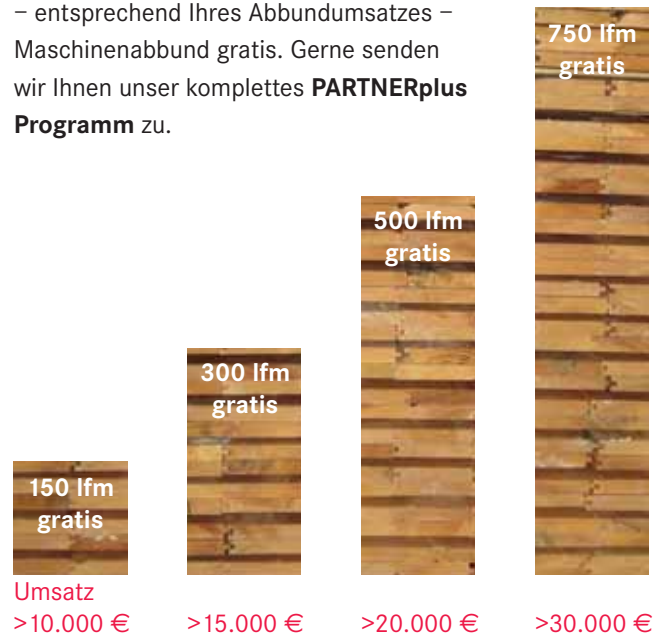 – entsprechend Ihres Abbundumsatzes –
Maschinenabbund gratis. Gerne senden
wir Ihnen unser komplettes PARTNERplus
Programm zu.
750 lfm
gratis
500 lfm
gratis
300 lfm
gratis
150 lfm
gratis
Umsatz
>10.000 € >15.000 € >20.000 € >30.000 €